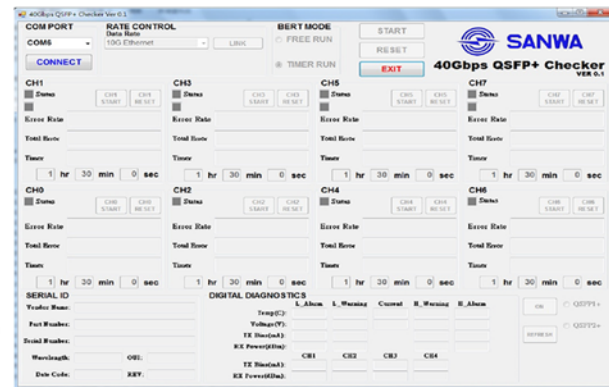 40Gbps QSFP+ Checker Ver 0.1
COM PORT RATE CONTROL BERT MODE
Data Rate
COM6 10G Ethernet LINK FREE RUN START
RESET
CONNECT TIMER RUN EXIT
SANWA
40Gbps QSFP+ Checker
VER 0.1
CH1 CH3 CH5 CH7
Status CH1 START CH1 RESET Status CH3 START CH3 RESET Status CH5 START CH5 RESET Status CH7 START CH7 RESET
Error Rate Error Rate Error Rate Error Rate
Total Error Total Error Total Error Total Error
Timer Timer Timer Timer
1 hr 30 min 0 sec 1 hr 30 min 0 sec 1 hr 30 min 0 sec 1 hr 30 min 0 sec
CH0 CH2 CH4 CH6
Status CH0 START CH0 RESET Status CH2 START CH2 RESET Status CH4 START CH4 RESET Status CH6 START CH6 RESET
Error Rate Error Rate Error Rate Error Rate
Total Error Total Error Total Error Total Error
Timer Timer Timer Timer
1 hr 30 min 0 sec 1 hr 30 min 0 sec 1 hr 30 min 0 sec 1 hr 30 min 0 sec
SERIAL ID DIGITAL DIAGNOSTICS
L_Alarm L_Warning Current H_Warning H_Alarm
Vendor Name: Temp(C): ON QSFP1+
Part Number: Voltage(V): QSFP2+
Serial Number: TX Bias(mA): REFRESH
RX Power(dBm):
Wavelength: OUI: CH1 CH2 CH3 CH4
TX Bias(mA):
Date Code: REV: RX Power(dBm):